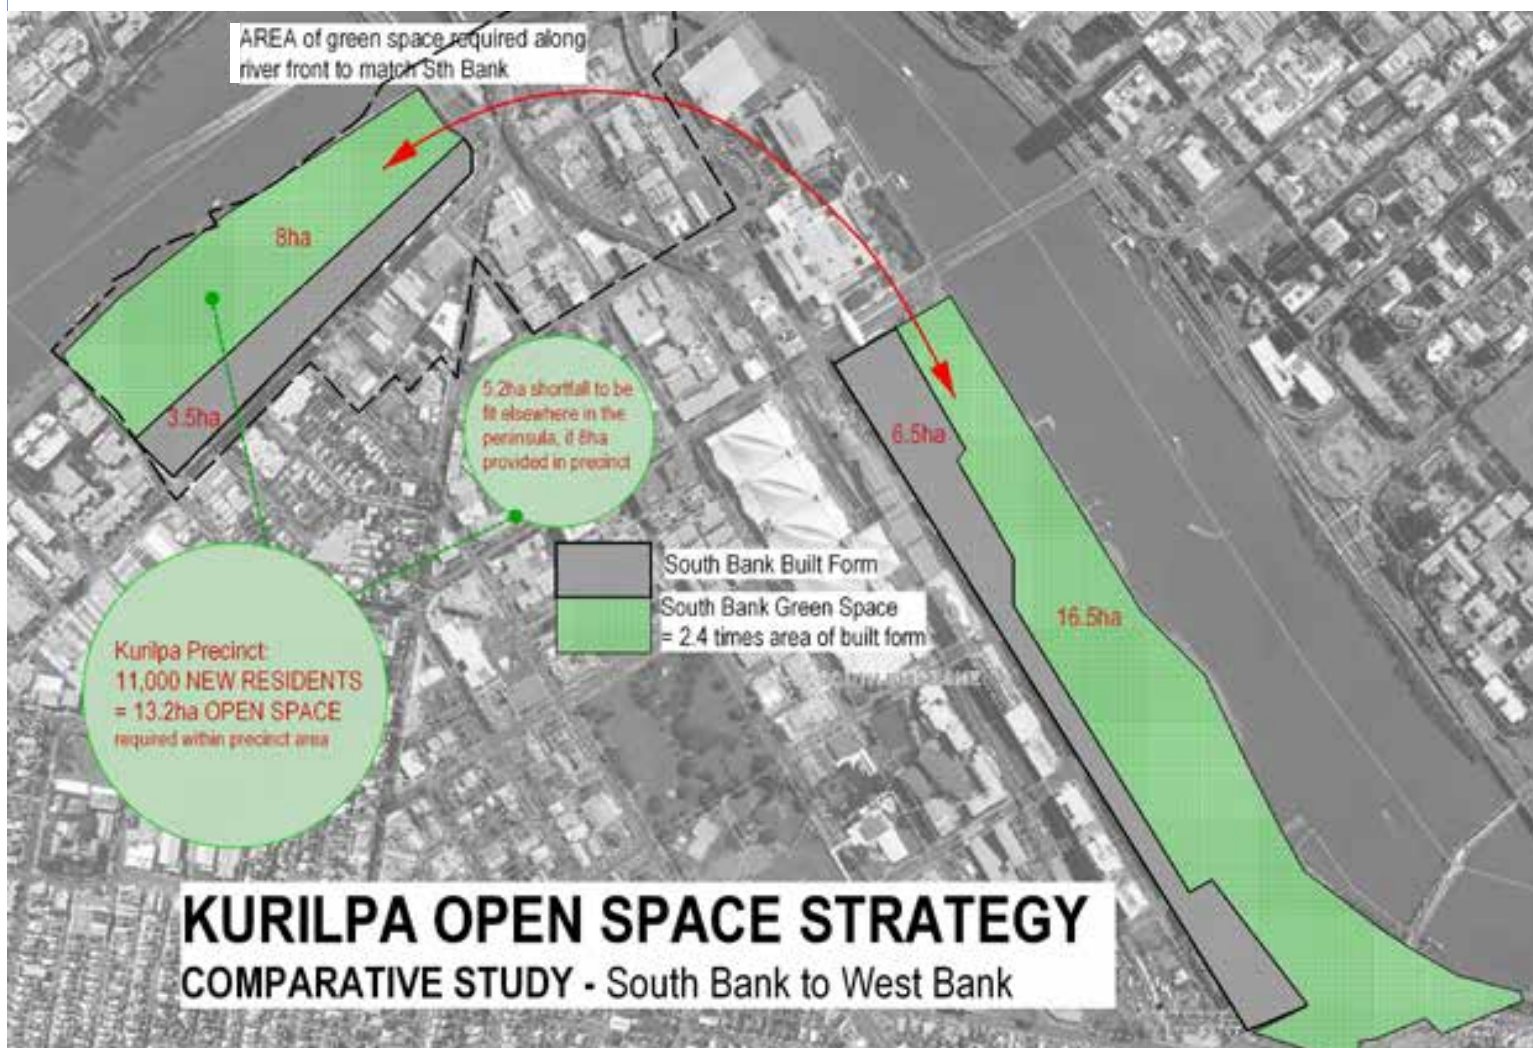 AREA of green space required along
river front to match Sth Bank
8ha
3.5ha
5.2ha shortfall to be
fit elsewhere in the
peninsula, if 8ha
provided in precinct
6.5ha
South Bank Built Form
South Bank Green Space
= 2.4 times area of built form
16.5ha
Kurilpa Precinct:
11,000 NEW RESIDENTS
= 13.2ha OPEN SPACE
required within precinct area
KURILPA OPEN SPACE STRATEGY
COMPARATIVE STUDY - South Bank to West Bank